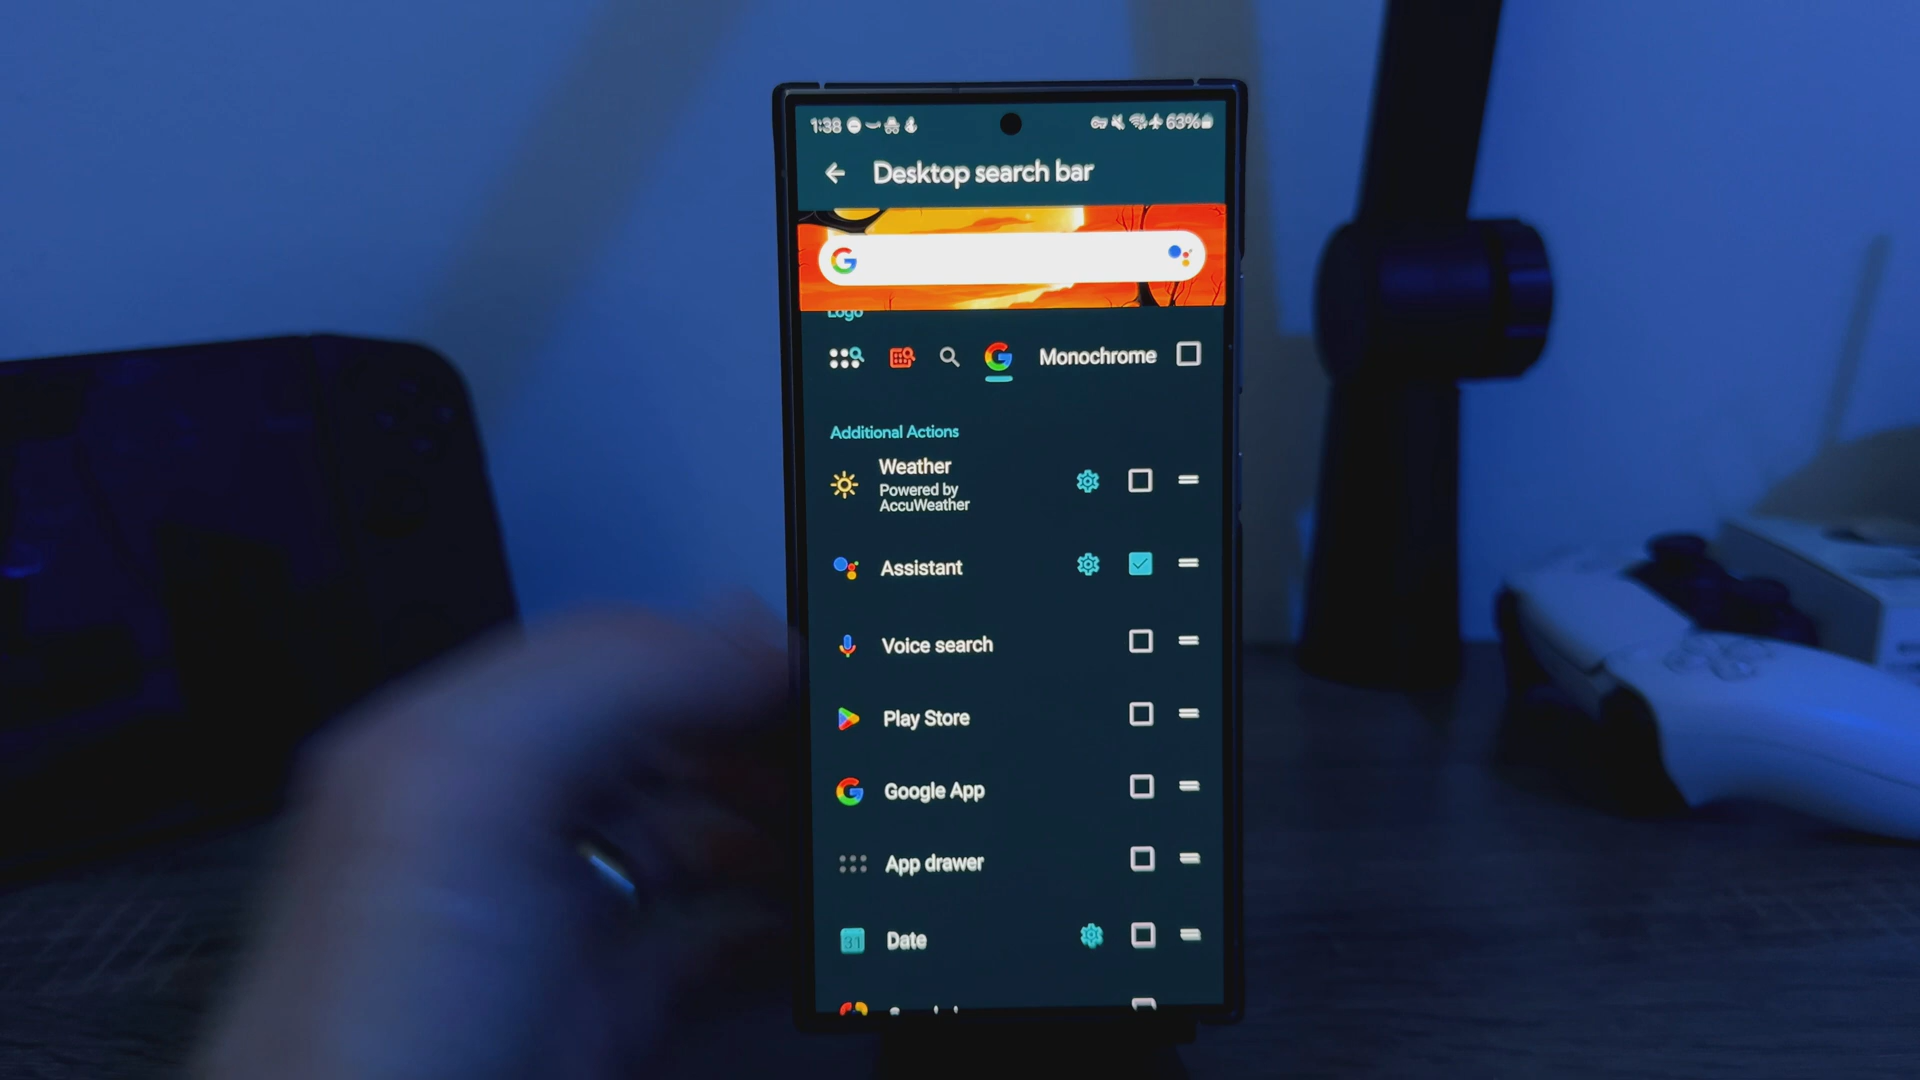 1:38 63%
Desktop search bar
Logo
Monochrome
Additional Actions
Weather
Powered by
AccuWeather
Assistant
Voice search
Play Store
Google App
App drawer
31 Date